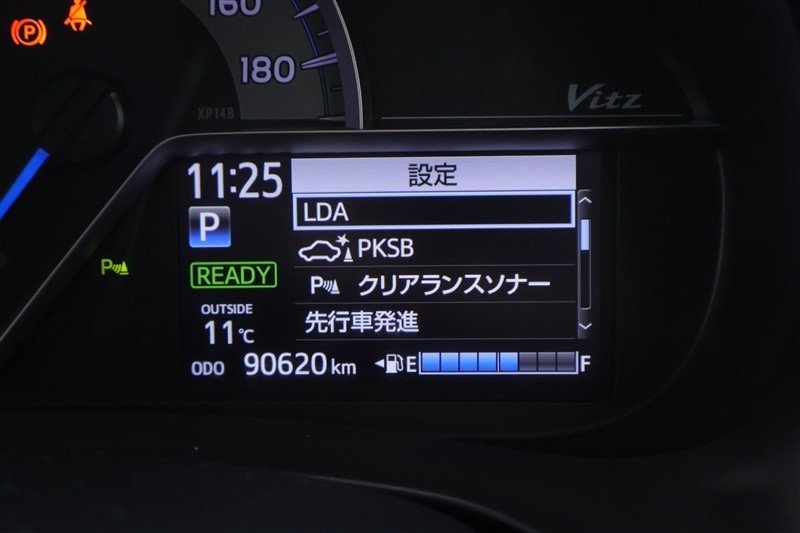 P
160
180
XP148
Vitz
11:25
設定
P
LDA
PKSB
P
READY
P クリアランスソナー
OUTSIDE
11℃
先行車発進
ODO 90620 km
E F